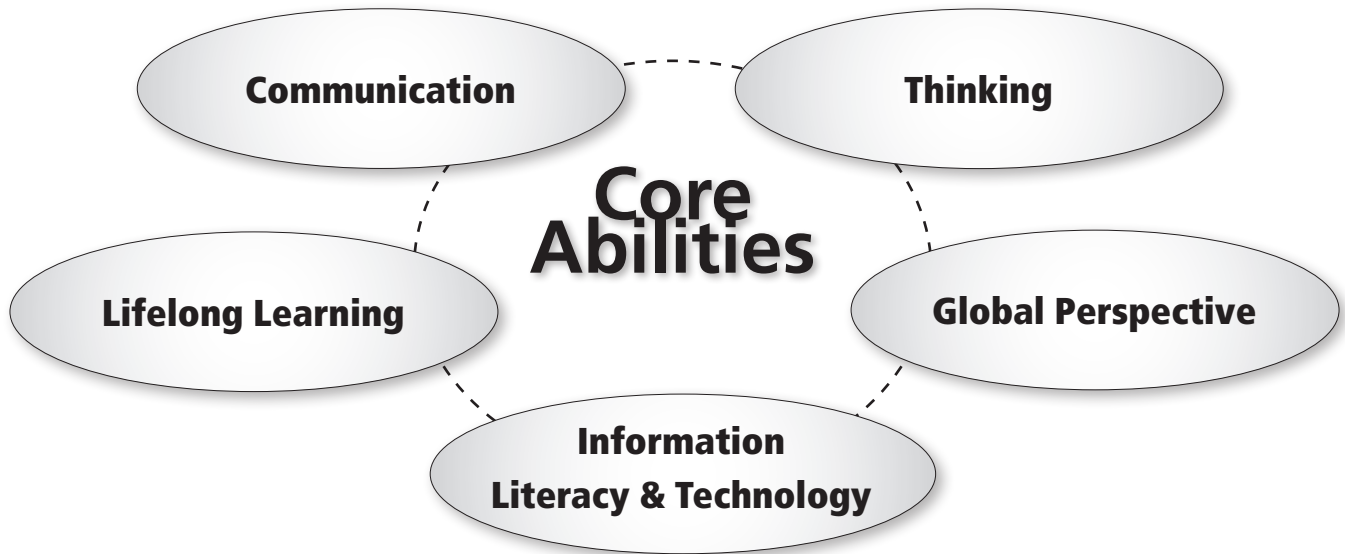 Communication
Thinking
Core
Abilities
Lifelong Learning
Global Perspective
Information
Literacy & Technology